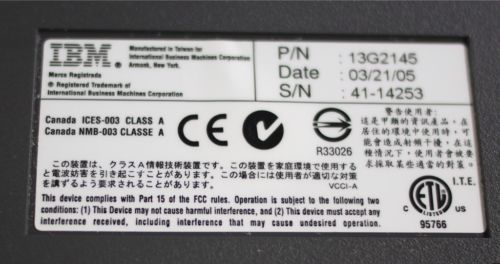 IBM
Manufactured in Taiwan for
International Business Machines Corporation
Armonk, New York.
Marca Registrada
® Registered Trademark of
International Business Machines Corporation
P/N : 13G2145
Date : 03/21/05
S/N : 41-14253
Canada ICES-003 CLASS A
Canada NMB-003 CLASSE A
CE
N
R33026
警告使用者:
這是甲類的資訊產品,在
居住的環境中使用時,可
能會造成射頻干擾,在這
種情況下,使用者會被要
求採取某些適當的對策。
この装置は、クラスA情報技術装置です。この装置を家庭環境で使用する
と電波妨害を引き起こすことがあります。この場合には使用者が適切な対策
を講ずるよう要求されることがあります。
VCCI-A
This device complies with Part 15 of the FCC rules. Operation is subject to the following two
conditions: (1) This Device may not cause harmful interference, and (2) This device must accept any
interference received, including interference that may cause undesired operation.
I.T.E.
ETL
LISTED
C US
95766